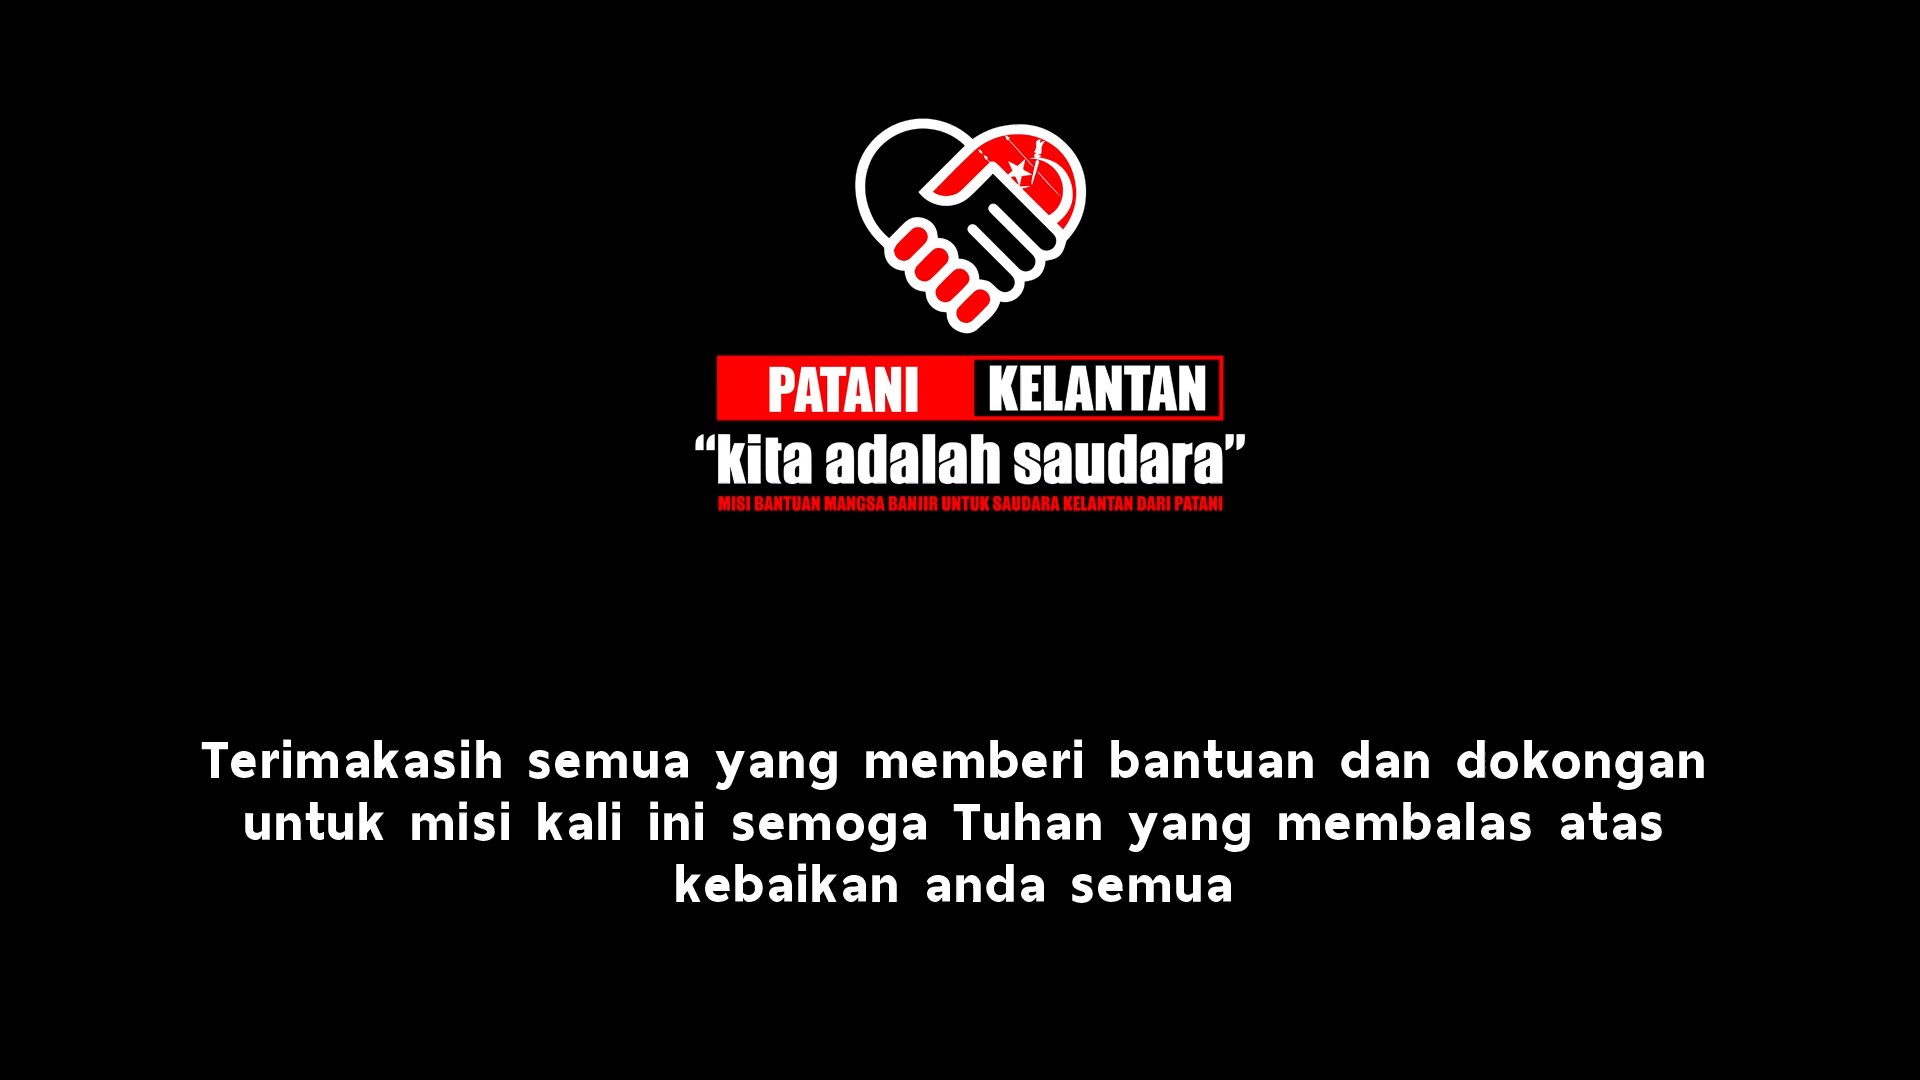 PATANI KELANTAN
“kita adalah saudara”
MISI BANTUAN MANGSA BANJIR UNTUK SAUDARA KELANTAN DARI PATANI
Terimakasih semua yang memberi bantuan dan dokongan
untuk misi kali ini semoga Tuhan yang membalas atas
kebaikan anda semua